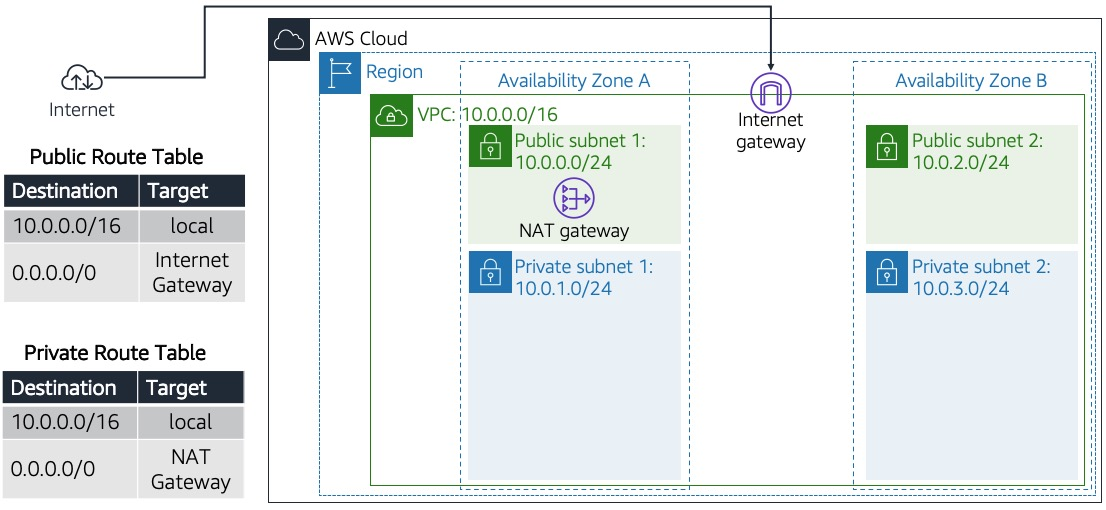 AWS Cloud
Region
Availability Zone A
Availability Zone B
Internet
VPC: 10.0.0.0/16
Internet
gateway
Public subnet 1:
10.0.0.0/24
NAT gateway
Public subnet 2:
10.0.2.0/24
Private subnet 1:
10.0.1.0/24
Private subnet 2:
10.0.3.0/24
Public Route Table
Destination Target
10.0.0.0/16 local
0.0.0.0/0 Internet
Gateway
Private Route Table
Destination Target
10.0.0.0/16 local
0.0.0.0/0 NAT
Gateway